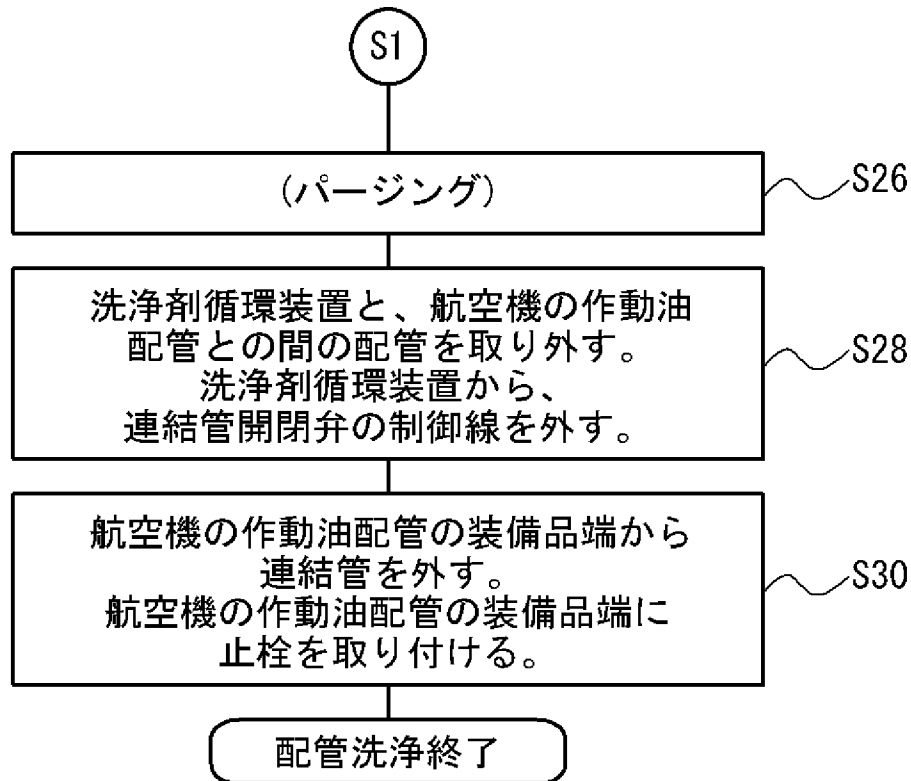 S1
(パージング)
S26
洗浄剤循環装置と、航空機の作動油
配管との間の配管を取り外す。
洗浄剤循環装置から、
連結管開閉弁の制御線を外す。
S28
航空機の作動油配管の装備品端から
連結管を外す。
航空機の作動油配管の装備品端に
止栓を取り付ける。
S30
配管洗浄終了